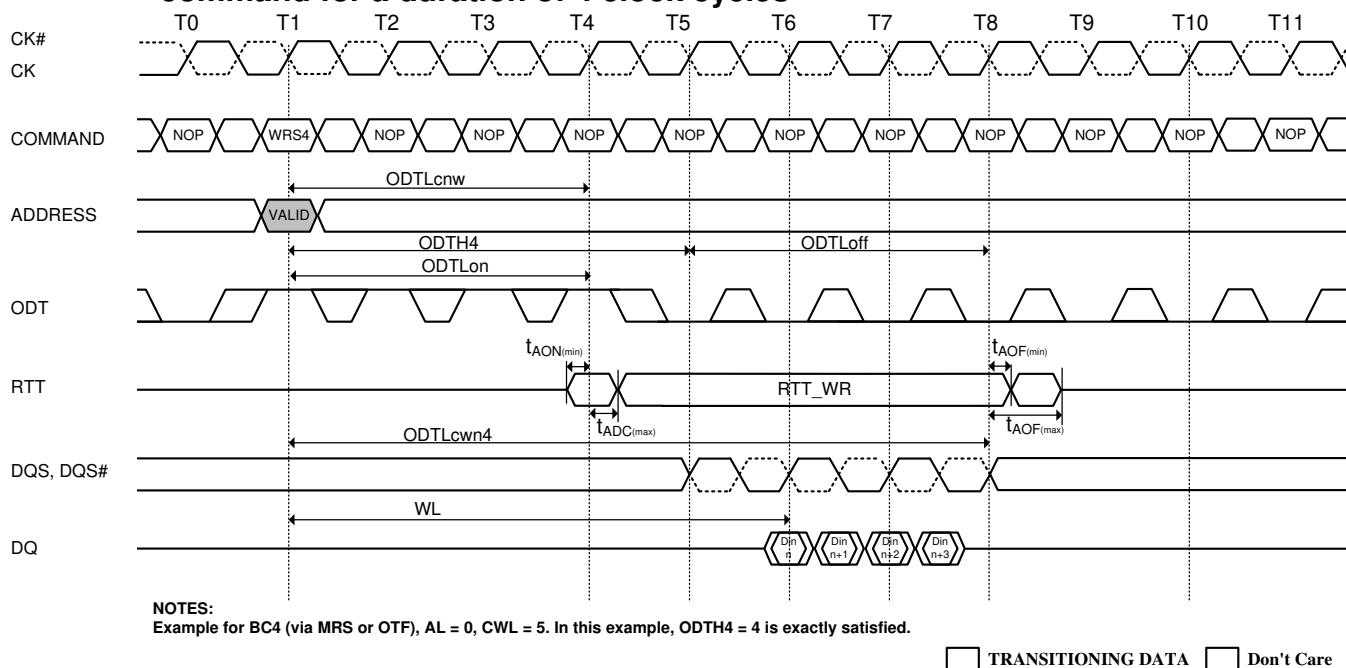 command for a duration of 4 clock cycles
T0 T1 T2 T3 T4 T5 T6 T7 T8 T9 T10 T11
CK#
CK
COMMAND NOP WRS4 NOP NOP NOP NOP NOP NOP NOP NOP NOP NOP
ODTLcnw
ADDRESS VALID
ODTH4 ODTLoff
ODTLon
ODT
tAON(min) tAOF(min)
RTT RTT_WR
tADC(max) tAOF(max)
ODTLcwn4
DQS, DQS#
WL
DQ Din n Din n+1 Din n+2 Din n+3
NOTES:
Example for BC4 (via MRS or OTF), AL = 0, CWL = 5. In this example, ODTH4 = 4 is exactly satisfied.
TRANSITIONING DATA Don't Care